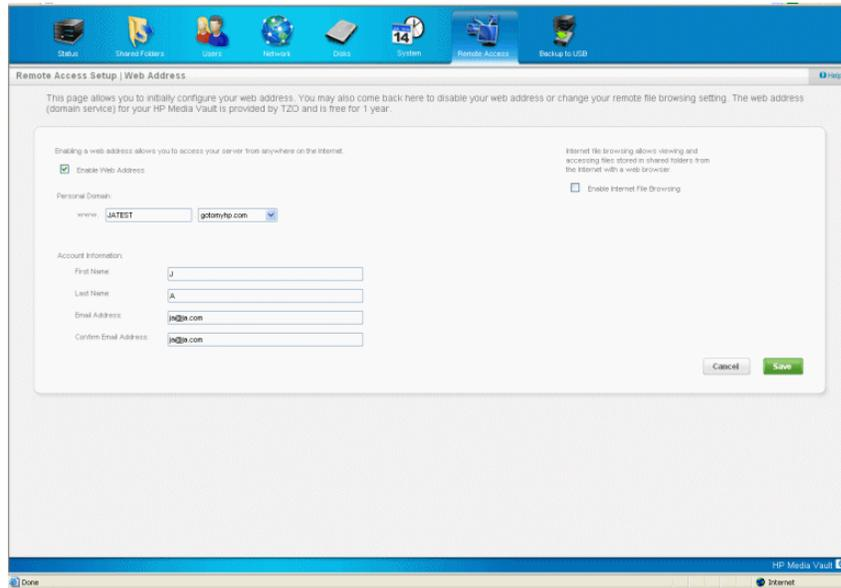 Status Shared Folders Users Network Disks System Remote Access Backup to USB
14
Remote Access Setup | Web Address
Help
This page allows you to initially configure your web address. You may also come back here to disable your web address or change your remote file browsing setting. The web address
(domain service) for your HP Media Vault is provided by TZO and is free for 1 year.
Enabling a web address allows you to access your server from anywhere on the Internet.
Enable Web Address
Personal Domain:
www. JATEST gotomyhp.com
Internet file browsing allows viewing and
accessing files stored in shared folders from
the Internet with a web browser
Enable Internet File Browsing
Account Information:
First Name: J
Last Name: A
Email Address: ja@ja.com
Confirm Email Address: ja@ja.com
Cancel Save
HP Media Vault
Done Internet